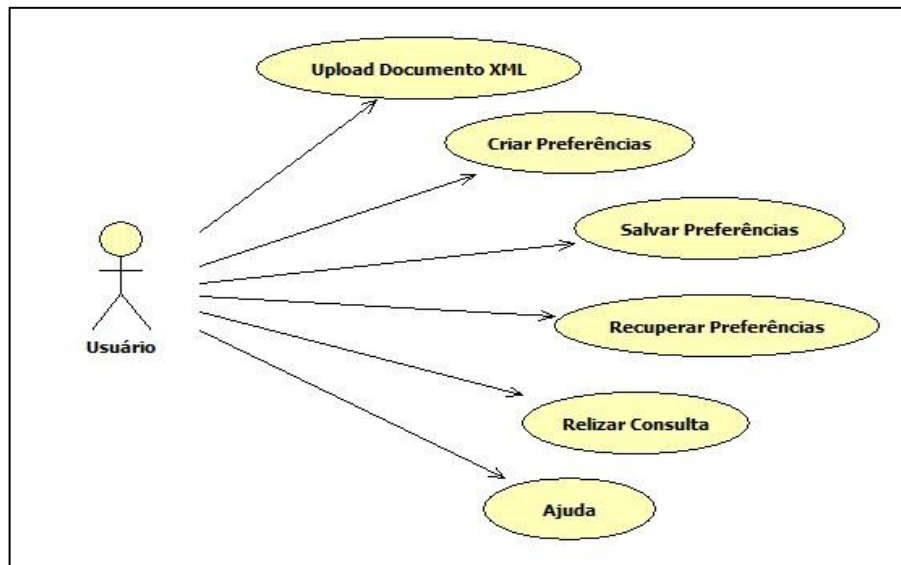 Upload Documento XML
Criar Preferências
Salvar Preferências
Recuperar Preferências
Usuário
Relizar Consulta
Ajuda